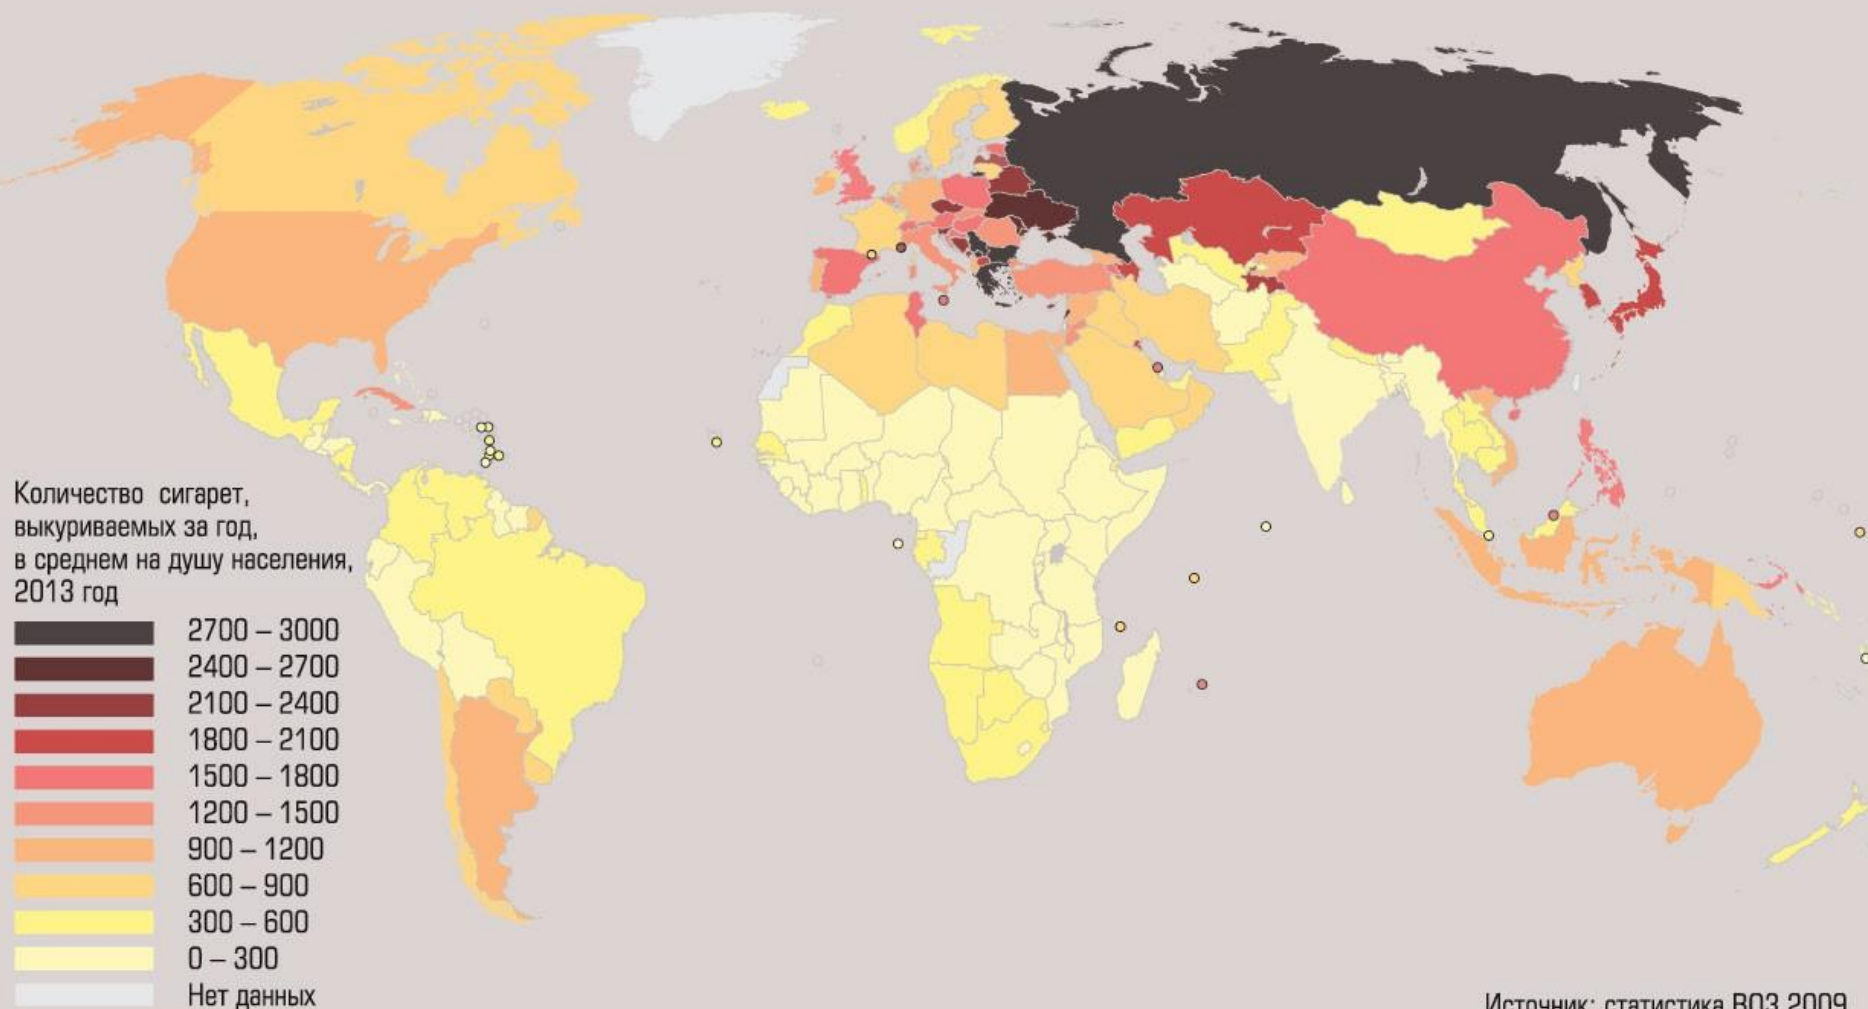 Количество сигарет,
выкуриваемых за год,
в среднем на душу населения,
2013 год
2700 – 3000
2400 – 2700
2100 – 2400
1800 – 2100
1500 – 1800
1200 – 1500
900 – 1200
600 – 900
300 – 600
0 – 300
Нет данных
Источник: статистика ВОЗ 2009